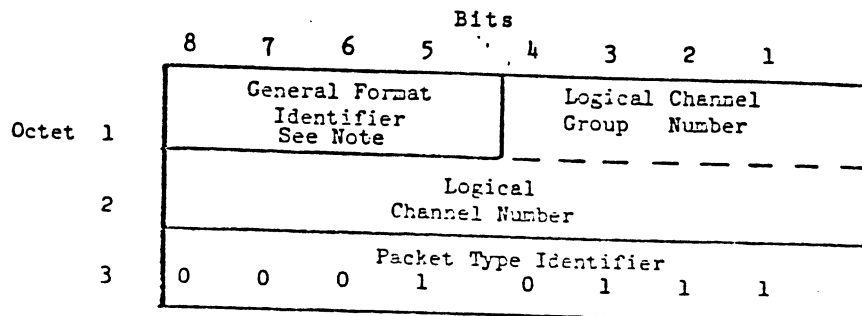 Bits
8 7 6 5 4 3 2 1
General Format Logical Channel
Identifier Group Number
Octet 1 See Note
Logical
2 Channel Number
Packet Type Identifier
3 0 0 0 1 0 1 1 1